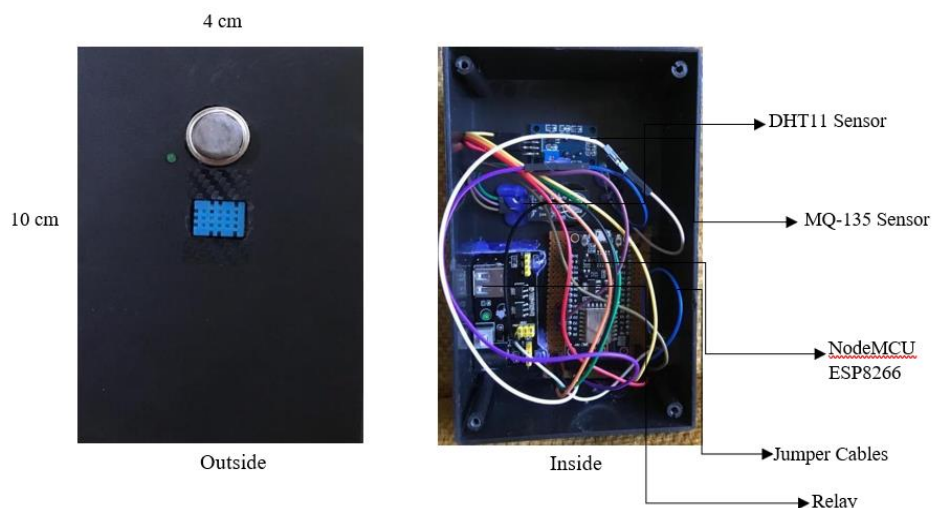 4 cm
10 cm
Outside
Inside
DHT11 Sensor
MQ-135 Sensor
NodeMCU
ESP8266
Jumper Cables
Relay